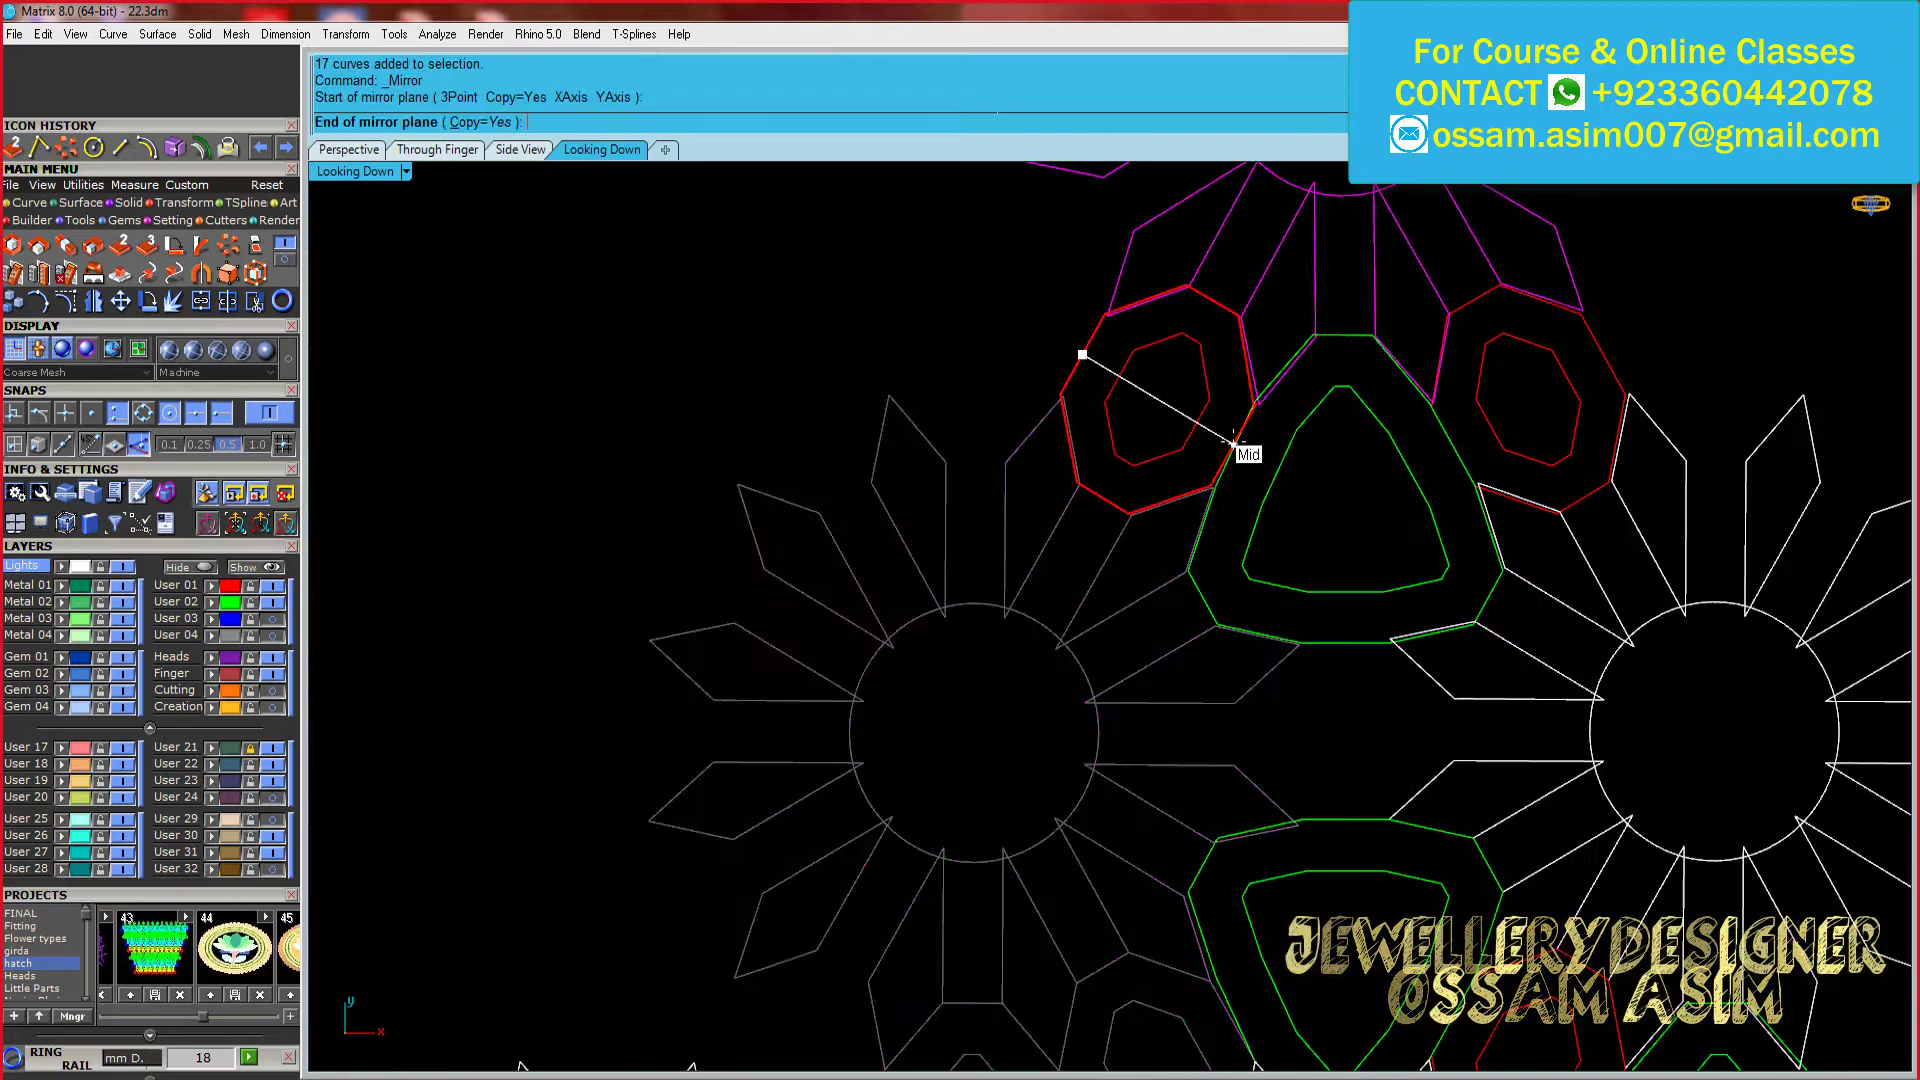 Matrix 8.0 (64-bit) - 22.3dm
File Edit View Curve Surface Solid Mesh Dimension Transform Tools Analyze Render Rhino 5.0 Blend T-Splines Help
For Course & Online Classes
CONTACT +923360442078
ossam.asim007@gmail.com
17 curves added to selection.
Command: _Mirror
Start of mirror plane ( 3Point Copy=Yes XAxis YAxis ):
End of mirror plane ( Copy=Yes ):
Perspective Through Finger Side View Looking Down
Looking Down
ICON HISTORY
MAIN MENU
File View Utilities Measure Custom Reset
Curve Surface Solid Transform TSpline Art
Builder Tools Gems Setting Cutters Render
DISPLAY
Coarse Mesh Machine
SNAPS
0.1 0.25 0.5 1.0
INFO & SETTINGS
LAYERS
Lights Hide Show
Metal 01 User 01
Metal 02 User 02
Metal 03 User 03
Metal 04 User 04
Gem 01 Heads
Gem 02 Finger
Gem 03 Cutting
Gem 04 Creation
User 17 User 21
User 18 User 22
User 19 User 23
User 20 User 24
User 25 User 29
User 26 User 30
User 27 User 31
User 28 User 32
PROJECTS
FINAL
Fitting
Flower types
girda
hatch
Heads
Little Parts
43 44 45
Mngr
RING RAIL mm D. 18
Mid
y
x
JEWELLERYDESIGNER
OSSAM ASIM